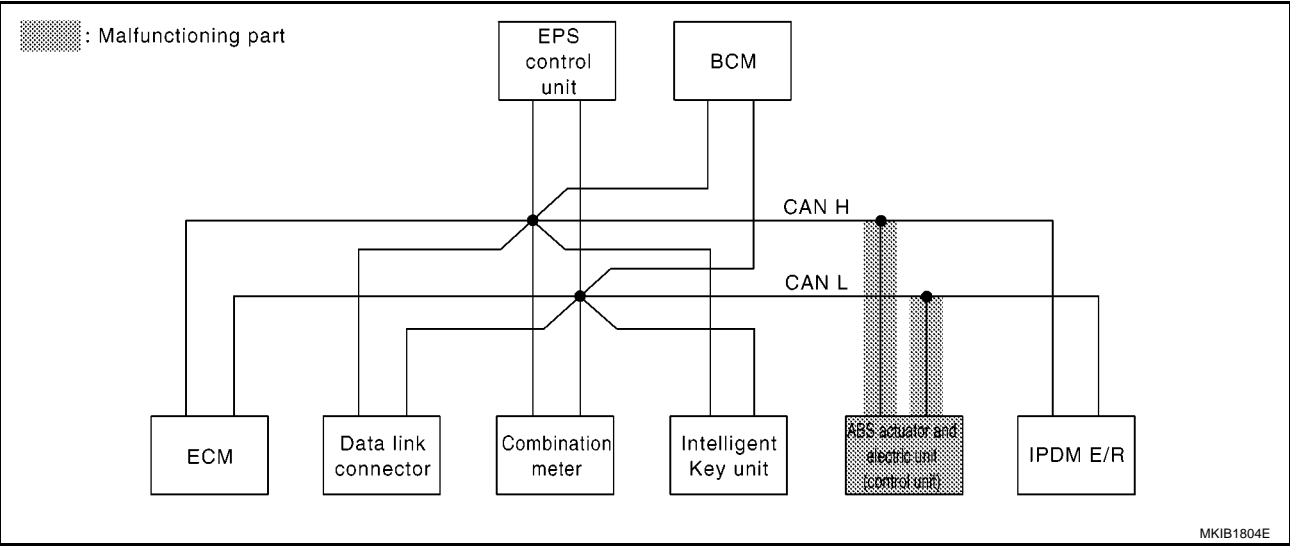 : Malfunctioning part
EPS
control
unit
BCM
CAN H
CAN L
ECM
Data link
connector
Combination
meter
Intelligent
Key unit
ABS actuator and
electric unit
(control unit)
IPDM E/R
MKIB1804E